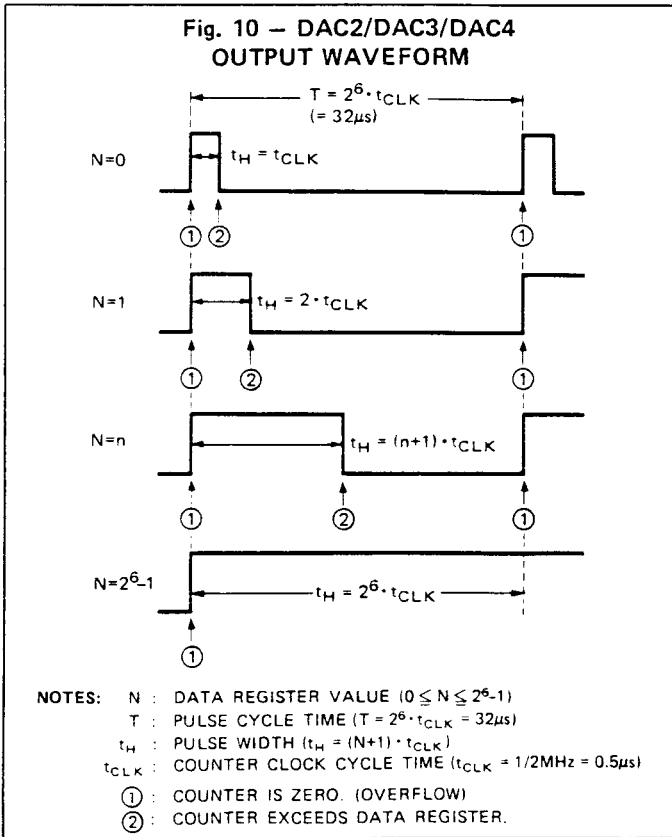 Fig. 10 – DAC2/DAC3/DAC4
OUTPUT WAVEFORM
T = 2⁶ · tCLK
(= 32µs)
N=0
tH = tCLK
① ② ①
N=1
tH = 2 · tCLK
① ② ①
N=n
tH = (n+1) · tCLK
① ② ①
N=2⁶-1
tH = 2⁶ · tCLK
①
NOTES: N : DATA REGISTER VALUE (0 ≦ N ≦ 2⁶-1)
T : PULSE CYCLE TIME (T = 2⁶ · tCLK = 32µs)
tH : PULSE WIDTH (tH = (N+1) · tCLK)
tCLK : COUNTER CLOCK CYCLE TIME (tCLK = 1/2MHz = 0.5µs)
① : COUNTER IS ZERO. (OVERFLOW)
② : COUNTER EXCEEDS DATA REGISTER.